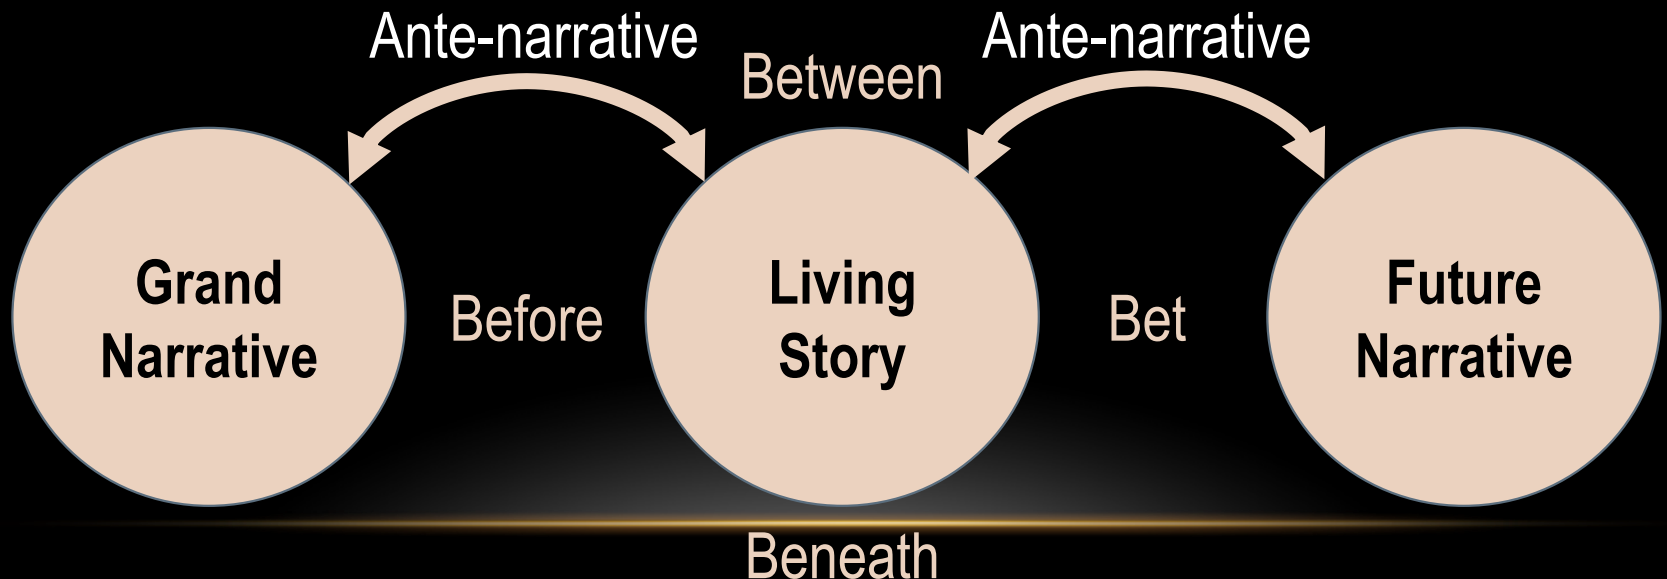 Ante-narrative
Ante-narrative
Between
Grand
Narrative
Before
Living
Story
Bet
Future
Narrative
Beneath